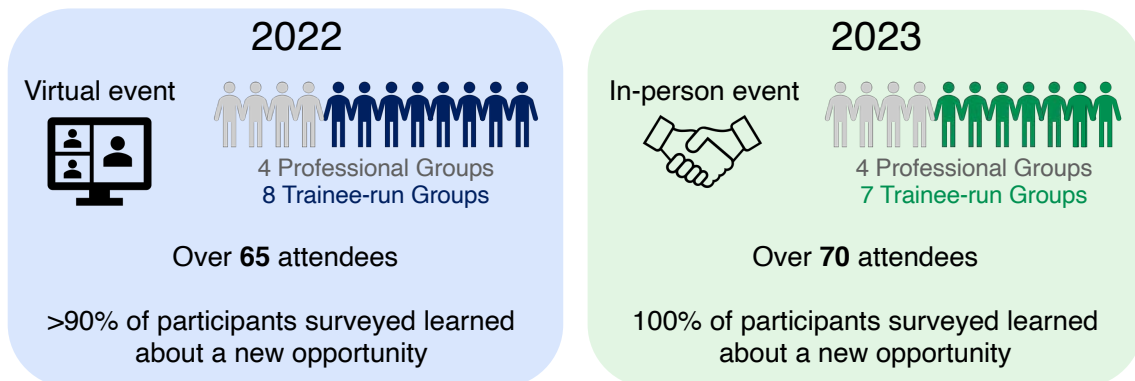 2022
Virtual event
4 Professional Groups
8 Trainee-run Groups
Over 65 attendees
>90% of participants surveyed learned
about a new opportunity
2023
In-person event
4 Professional Groups
7 Trainee-run Groups
Over 70 attendees
100% of participants surveyed learned
about a new opportunity